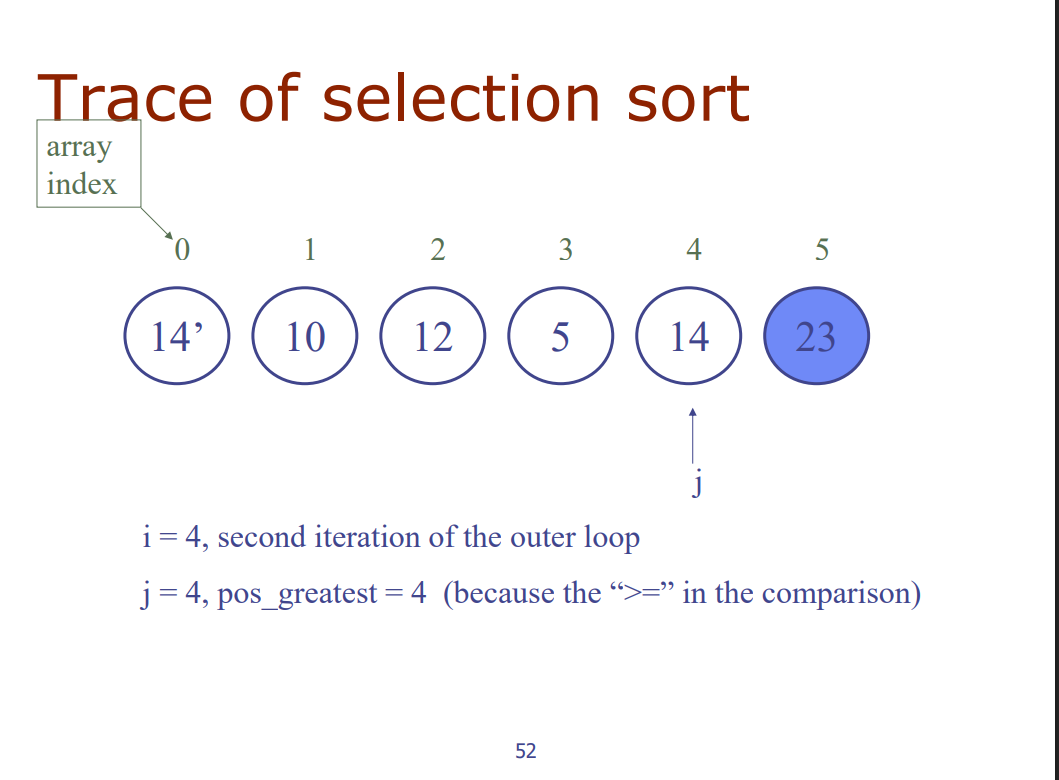 Trace of selection sort
array
index
0 1 2 3 4 5
14’ 10 12 5 14 23
j
i = 4, second iteration of the outer loop
j = 4, pos_greatest = 4 (because the “>=” in the comparison)
52